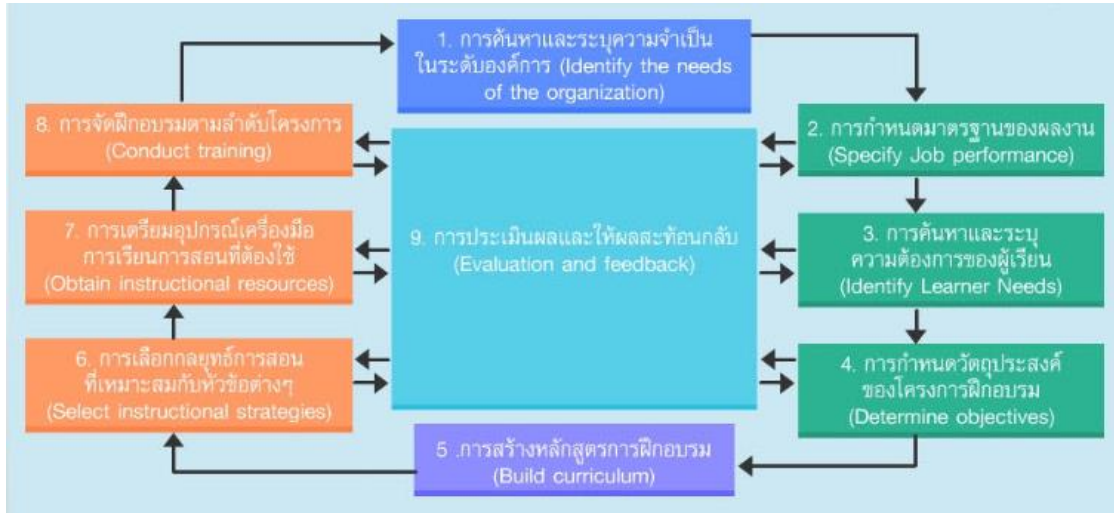 1. การค้นหาและระบุความจำเป็น
ในระดับองค์การ (Identify the needs
of the organization)
2. การกำหนดมาตรฐานของผลงาน
(Specify Job performance)
3. การค้นหาและระบุ
ความต้องการของผู้เรียน
(Identify Learner Needs)
4. การกำหนดวัตถุประสงค์
ของโครงการฝึกอบรม
(Determine objectives)
5 .การสร้างหลักสูตรการฝึกอบรม
(Build curriculum)
6. การเลือกกลยุทธ์การสอน
ที่เหมาะสมกับหัวข้อต่างๆ
(Select instructional strategies)
7. การเตรียมอุปกรณ์เครื่องมือ
การเรียนการสอนที่ต้องใช้
(Obtain instructional resources)
8. การจัดฝึกอบรมตามลำดับโครงการ
(Conduct training)
9. การประเมินผลและให้ผลสะท้อนกลับ
(Evaluation and feedback)